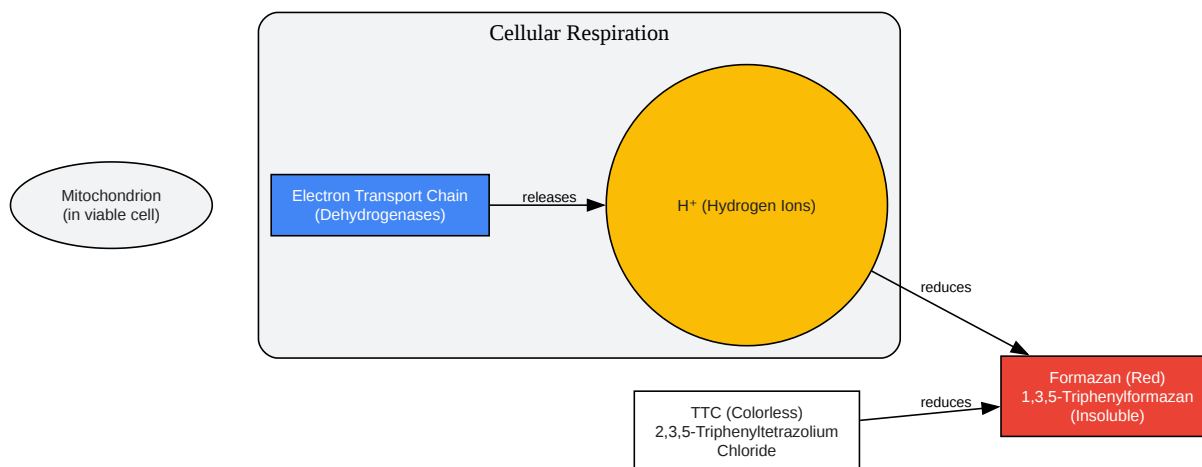 Cellular Respiration
Mitochondrion
(in viable cell)
Electron Transport Chain
(Dehydrogenases)
releases
H⁺ (Hydrogen Ions)
reduces
Formazan (Red)
1,3,5-Triphenylformazan
(Insoluble)
TTC (Colorless)
2,3,5-Triphenyltetrazolium
Chloride
reduces